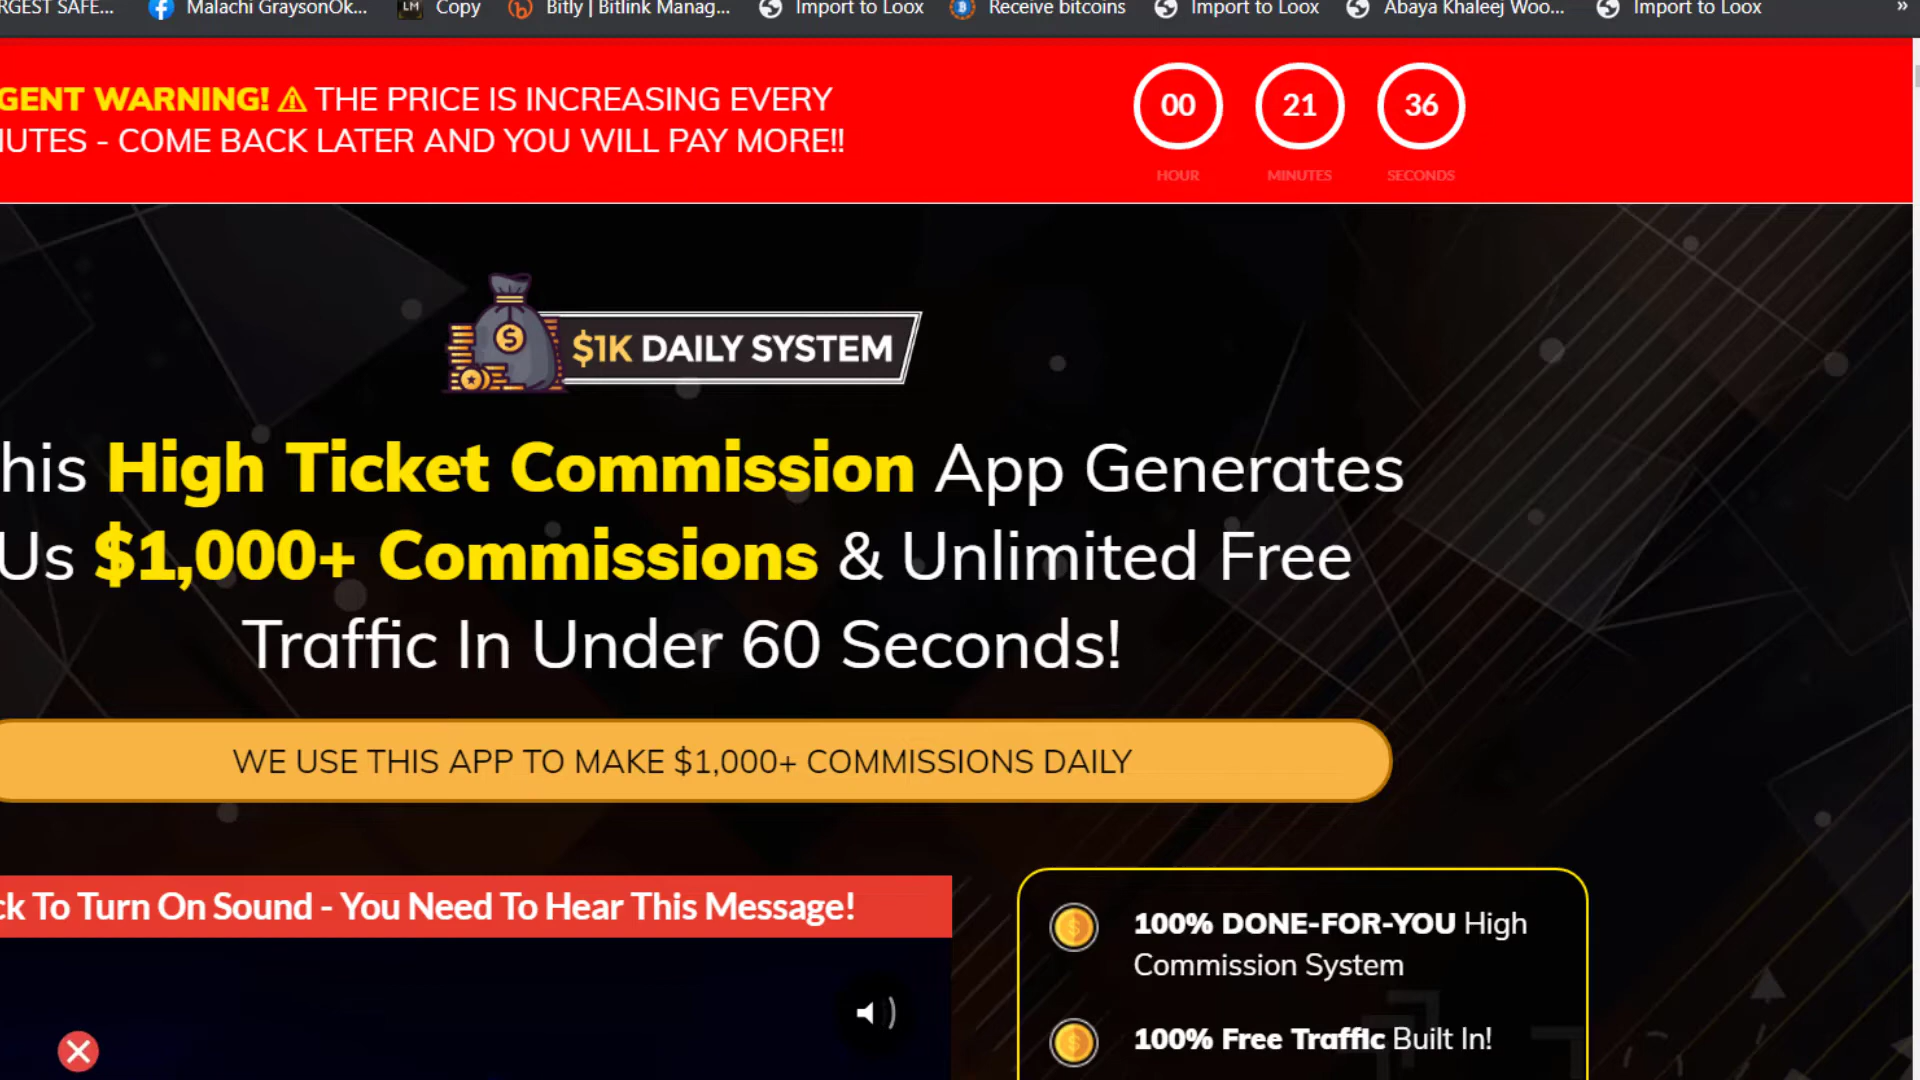 RGEST SAFE... Malachi GraysonOk... LM Copy Bitly | Bitlink Manag... Import to Loox Receive bitcoins Import to Loox Abaya Khaleej Woo... Import to Loox »
GENT WARNING! ⚠ THE PRICE IS INCREASING EVERY
UTES - COME BACK LATER AND YOU WILL PAY MORE!!
00 21 36
HOUR MINUTES SECONDS
$1K DAILY SYSTEM
his High Ticket Commission App Generates
Us $1,000+ Commissions & Unlimited Free
Traffic In Under 60 Seconds!
WE USE THIS APP TO MAKE $1,000+ COMMISSIONS DAILY
ck To Turn On Sound - You Need To Hear This Message!
100% DONE-FOR-YOU High
Commission System
100% Free Traffic Built In!